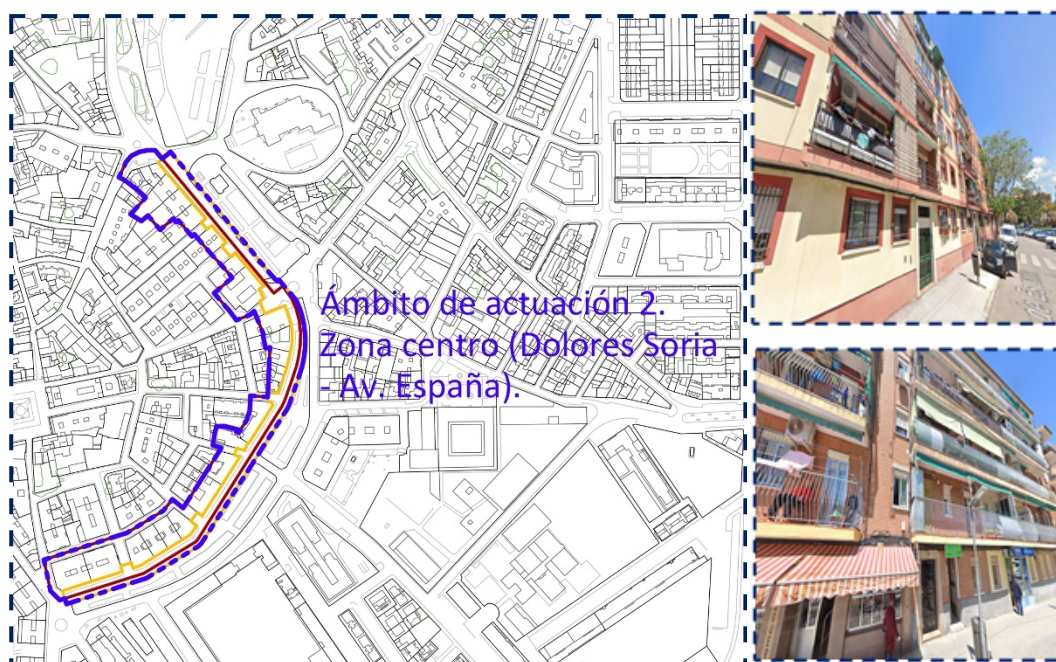 Ámbito de actuación 2.
Zona centro (Dolores Soria
- Av. España).